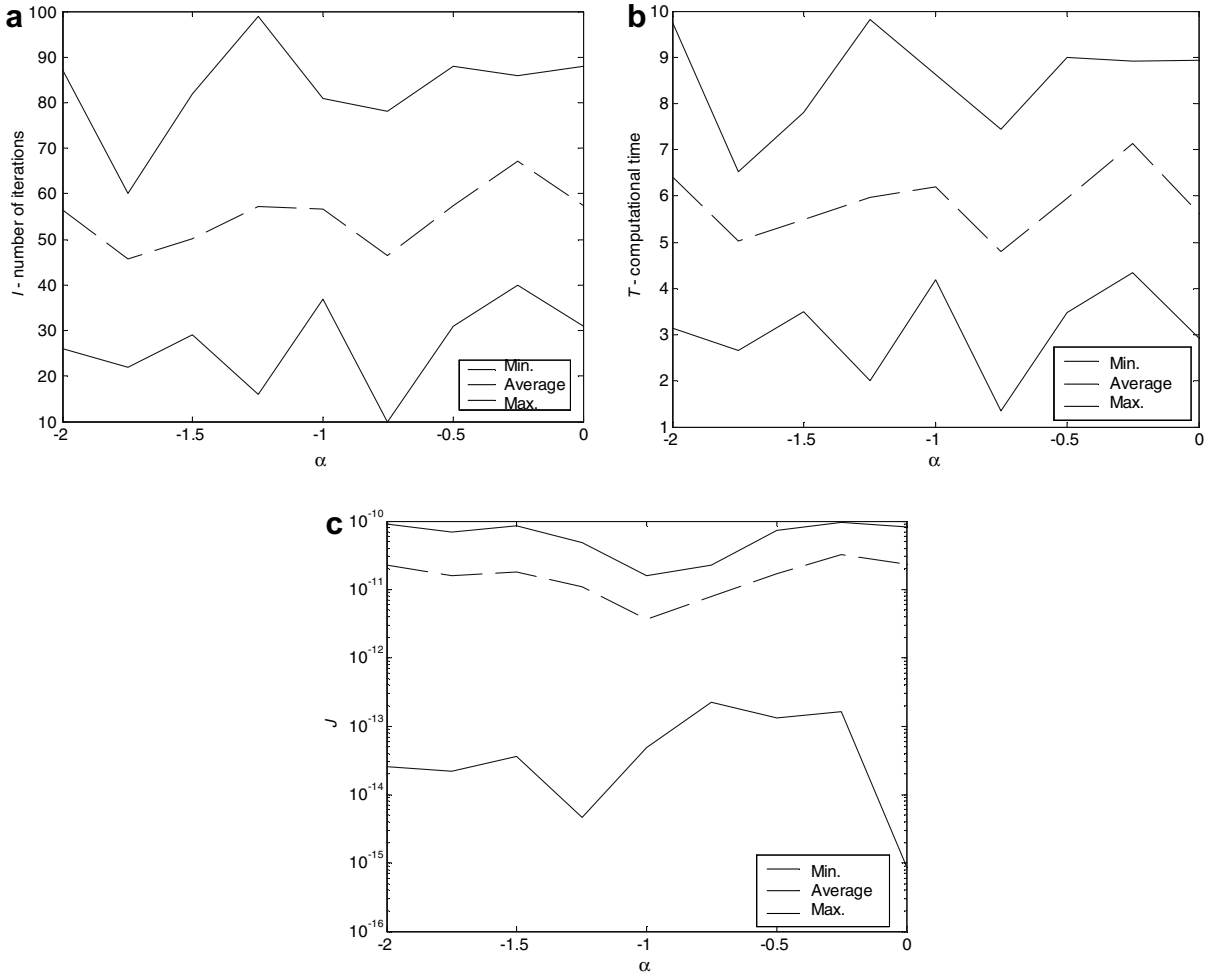 a
100
90
80
70
60
50
40
30
20
10
I - number of iterations
-2
-1.5
-1
-0.5
0
α
Min.
Average
Max.
b
10
9
8
7
6
5
4
3
2
1
T - computational time
-2
-1.5
-1
-0.5
0
α
Min.
Average
Max.
c
10^-10
10^-11
10^-12
10^-13
10^-14
10^-15
10^-16
J
-2
-1.5
-1
-0.5
0
α
Min.
Average
Max.